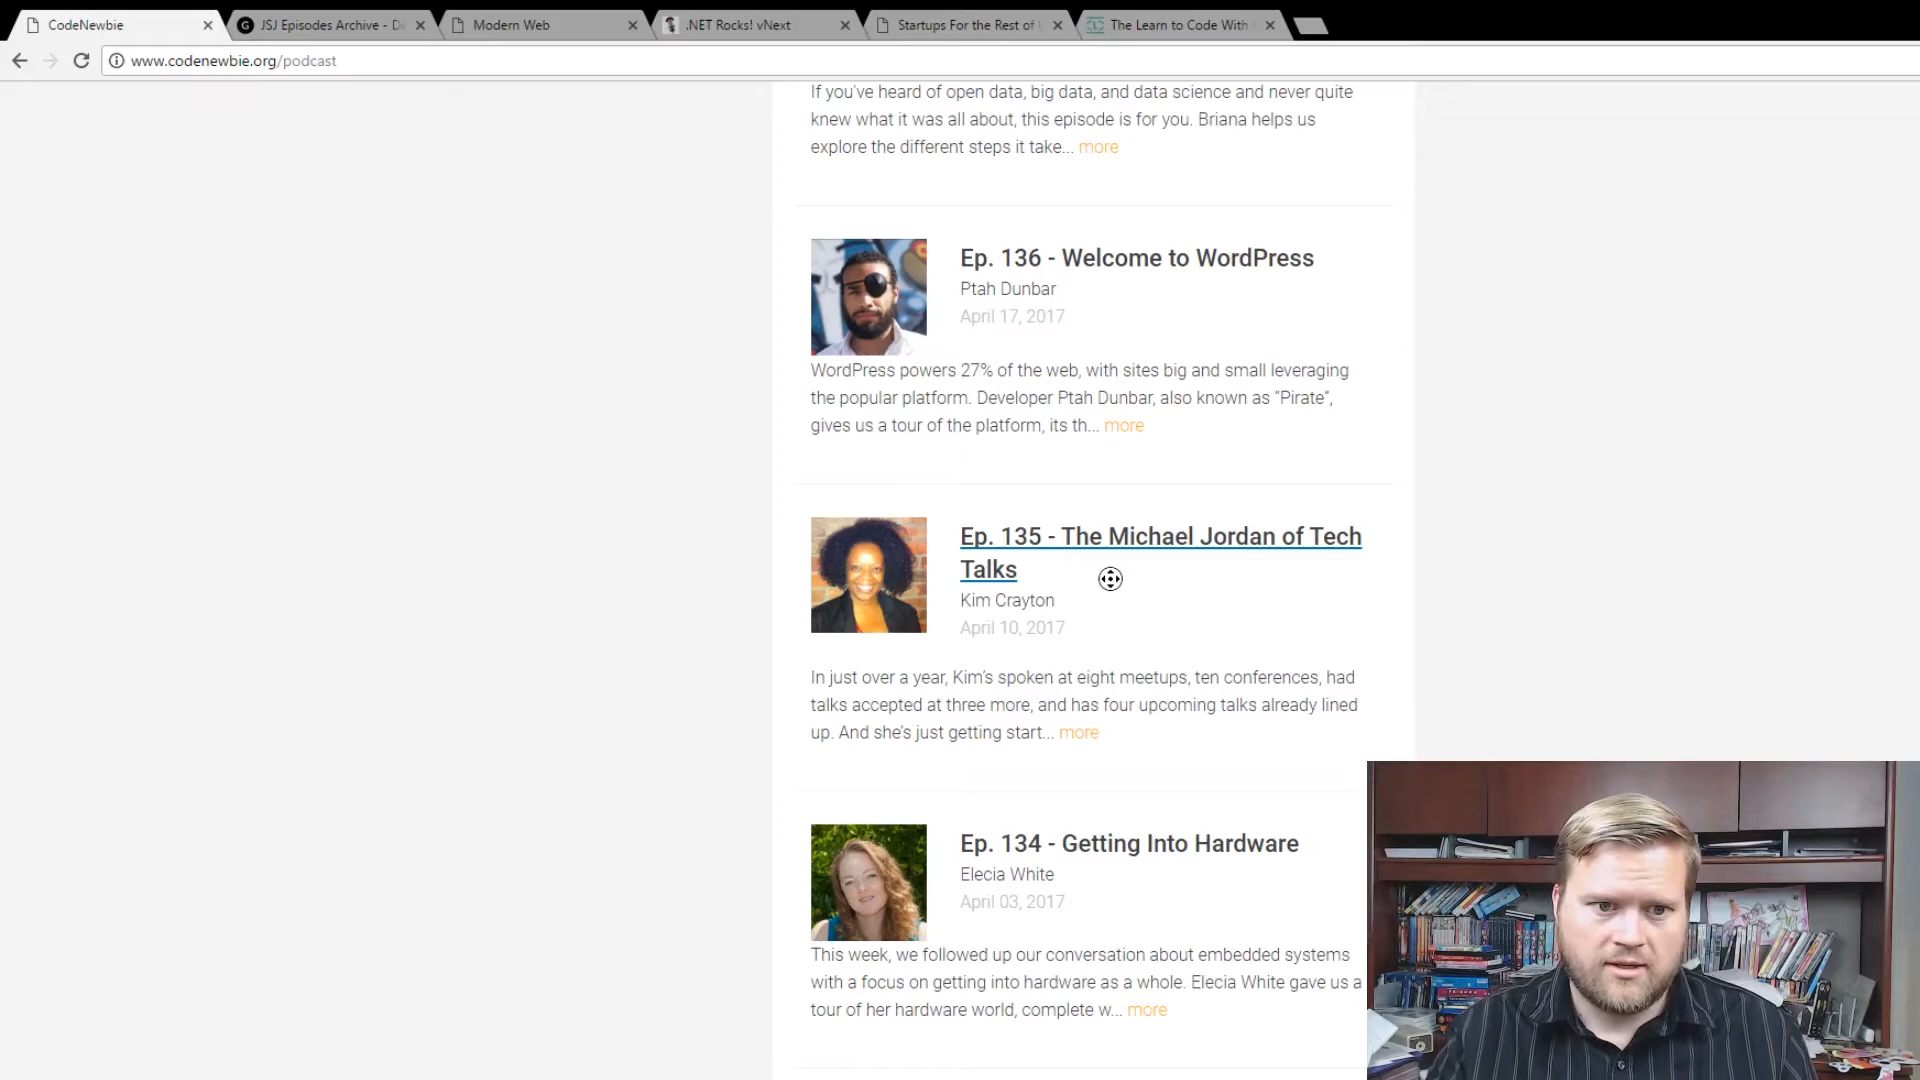 CodeNewbie
JSJ Episodes Archive - De
Modern Web
.NET Rocks! vNext
Startups For the Rest of
The Learn to Code With
www.codenewbie.org/podcast
If you've heard of open data, big data, and data science and never quite
knew what it was all about, this episode is for you. Briana helps us
explore the different steps it take... more
Ep. 136 - Welcome to WordPress
Ptah Dunbar
April 17, 2017
WordPress powers 27% of the web, with sites big and small leveraging
the popular platform. Developer Ptah Dunbar, also known as “Pirate”,
gives us a tour of the platform, its th... more
Ep. 135 - The Michael Jordan of Tech
Talks
Kim Crayton
April 10, 2017
In just over a year, Kim’s spoken at eight meetups, ten conferences, had
talks accepted at three more, and has four upcoming talks already lined
up. And she’s just getting start... more
Ep. 134 - Getting Into Hardware
Elecia White
April 03, 2017
This week, we followed up our conversation about embedded systems
with a focus on getting into hardware as a whole. Elecia White gave us a
tour of her hardware world, complete w... more